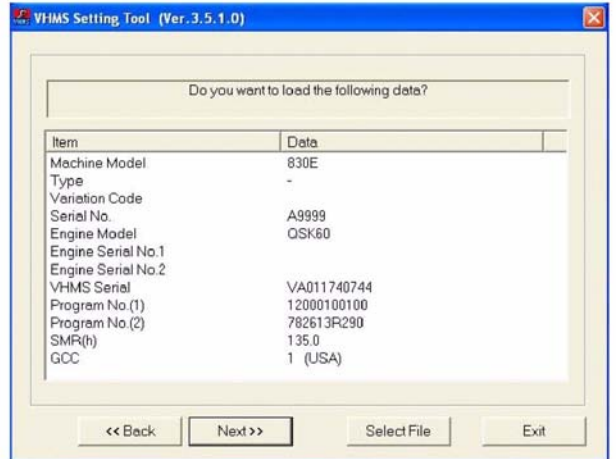 VHMS Setting Tool (Ver.3.5.1.0)
Do you want to load the following data?
Item Data
Machine Model 830E
Type -
Variation Code
Serial No. A9999
Engine Model QSK60
Engine Serial No.1
Engine Serial No.2
VHMS Serial VA011740744
Program No.(1) 12000100100
Program No.(2) 782613R290
SMR(h) 135.0
GCC 1 (USA)
<< Back Next >> Select File Exit